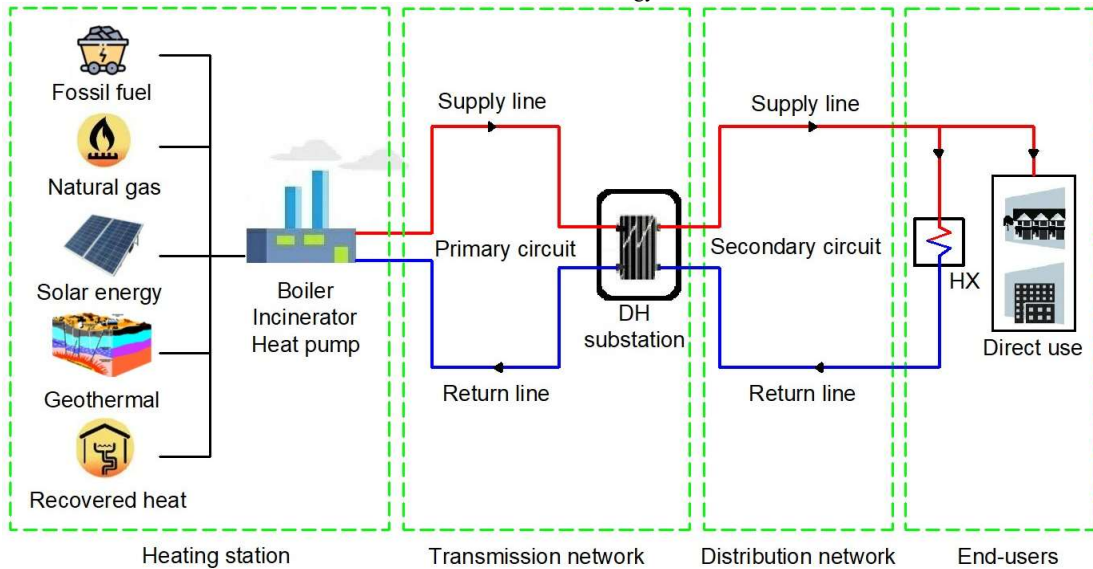 Fossil fuel
Natural gas
Solar energy
Geothermal
Recovered heat
Boiler
Incinerator
Heat pump
Supply line
Primary circuit
Return line
DH
substation
Supply line
Secondary circuit
Return line
HX
Direct use
Heating station
Transmission network
Distribution network
End-users